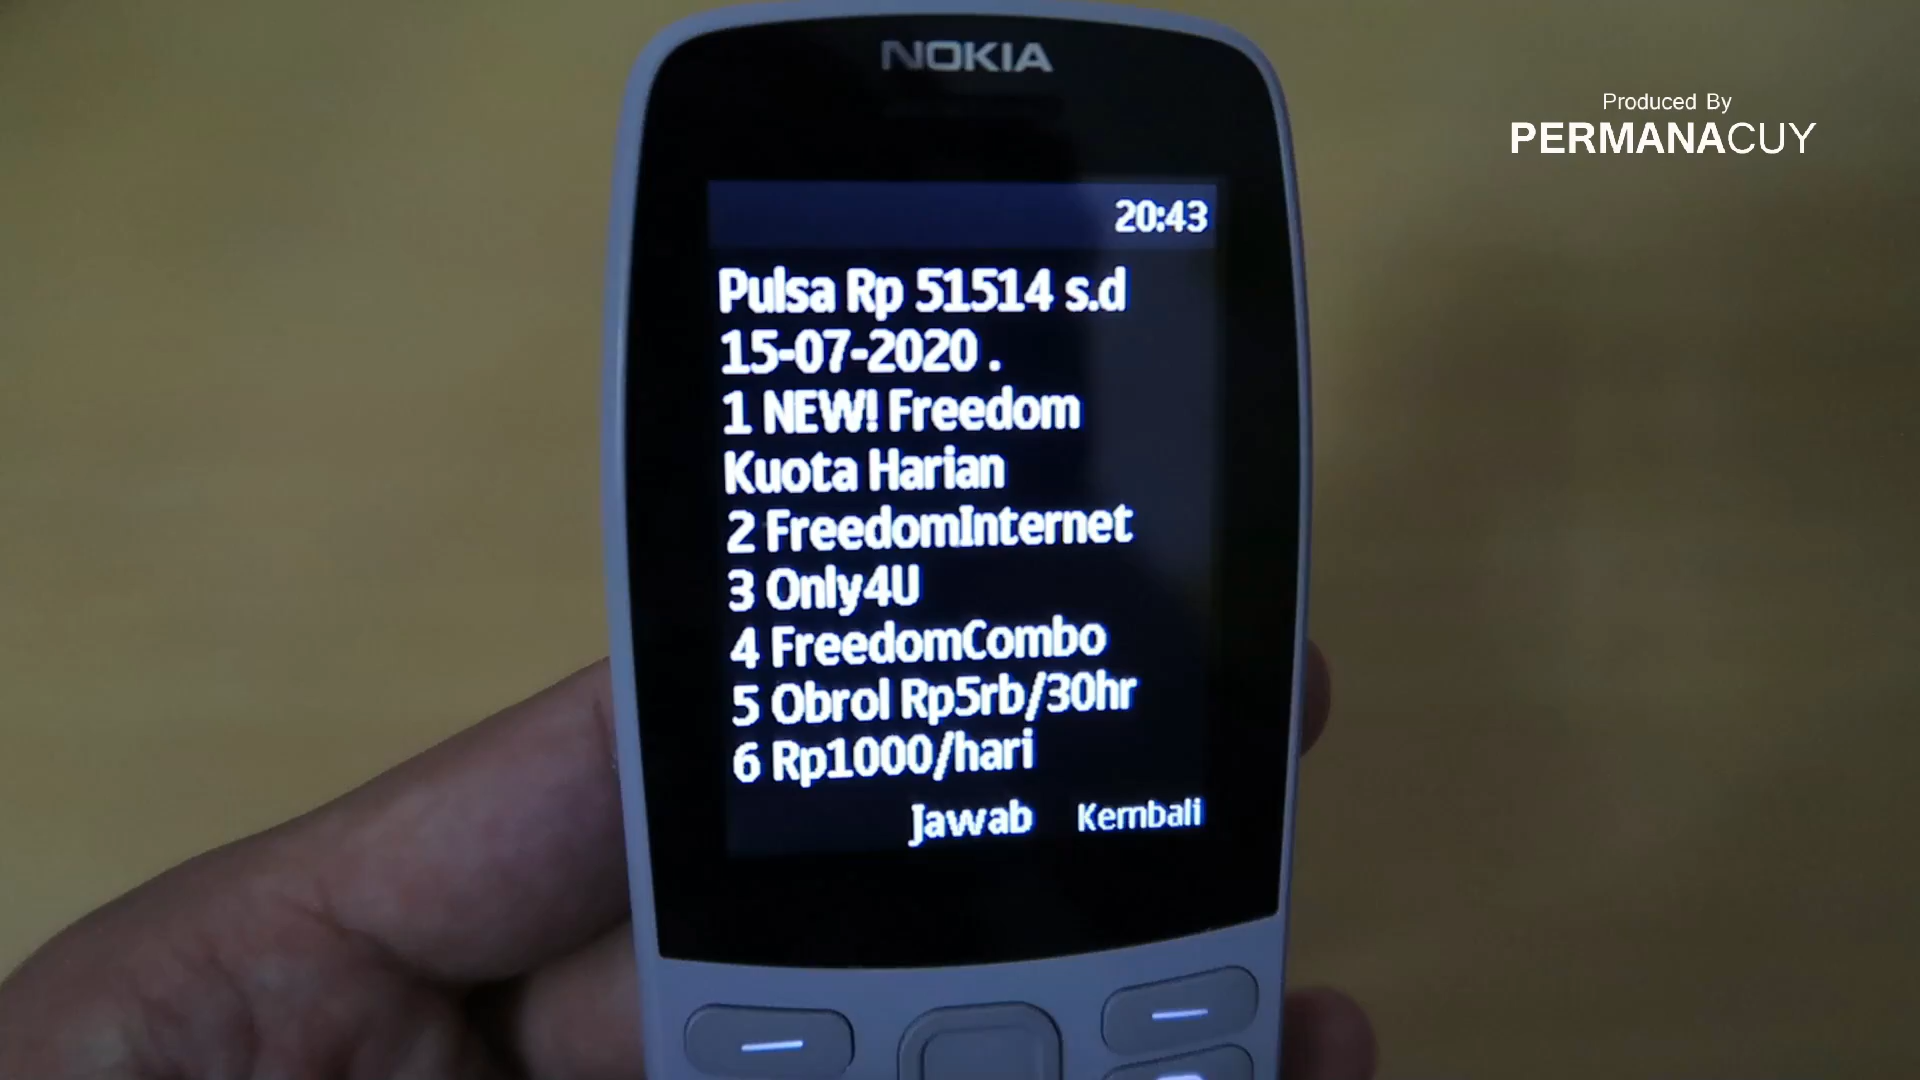 NOKIA
Produced By
PERMANACUY
20:43
Pulsa Rp 51514 s.d
15-07-2020 .
1 NEW! Freedom
Kuota Harian
2 FreedomInternet
3 Only4U
4 FreedomCombo
5 Obrol Rp5rb/30hr
6 Rp1000/hari
Jawab Kembali